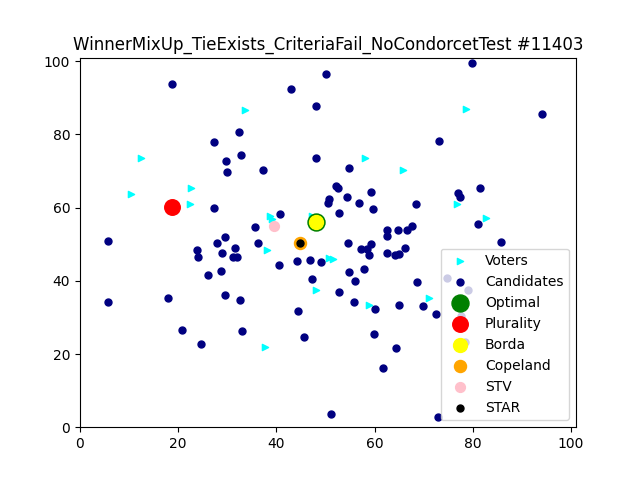 WinnerMixUp_TieExists_CriteriaFail_NoCondorcetTest #11403
100
80
60
40
20
0
0 20 40 60 80 100
Voters
Candidates
Optimal
Plurality
Borda
Copeland
STV
STAR